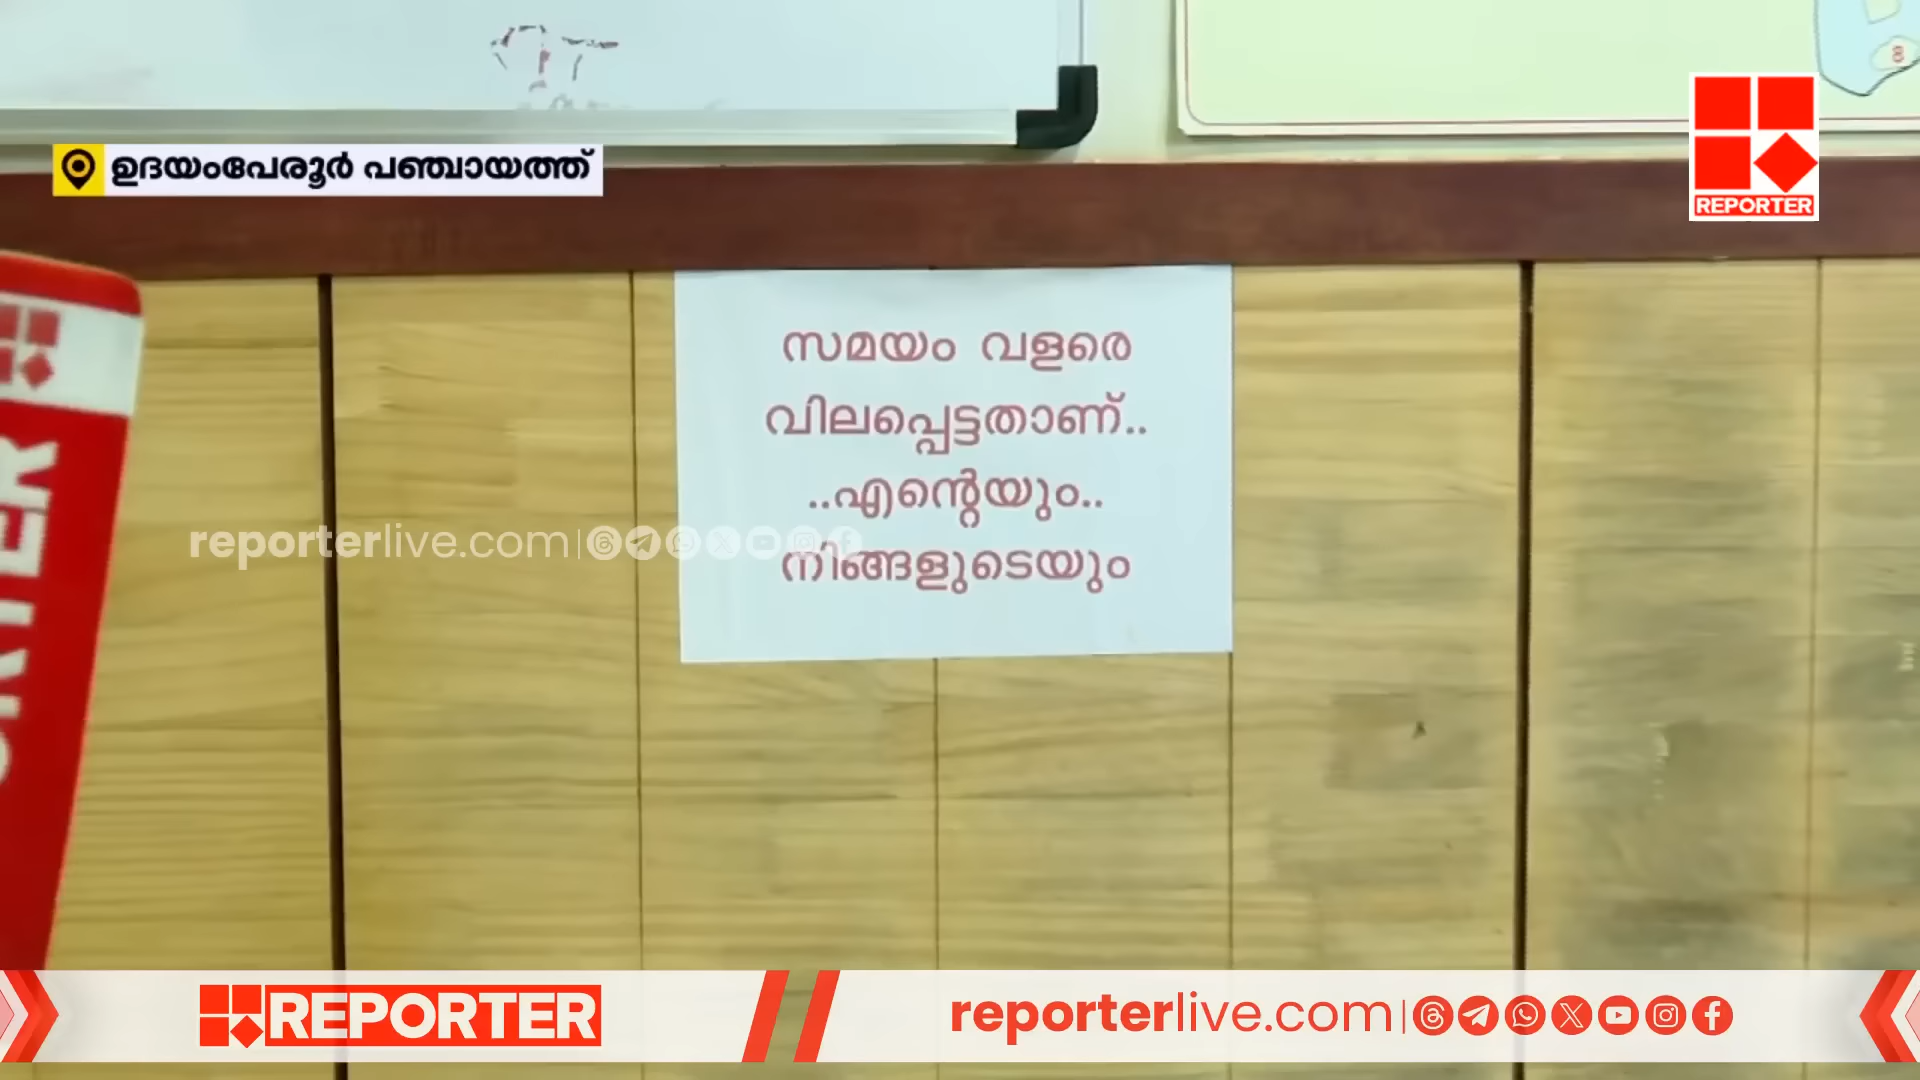 ഉദയംപേരൂർ പഞ്ചായത്ത്
REPORTER
സമയം വളരെ
വിലപ്പെട്ടതാണ്..
..എന്റെയും..
നിങ്ങളുടെയും
reporterlive.com
REPORTER
reporterlive.com